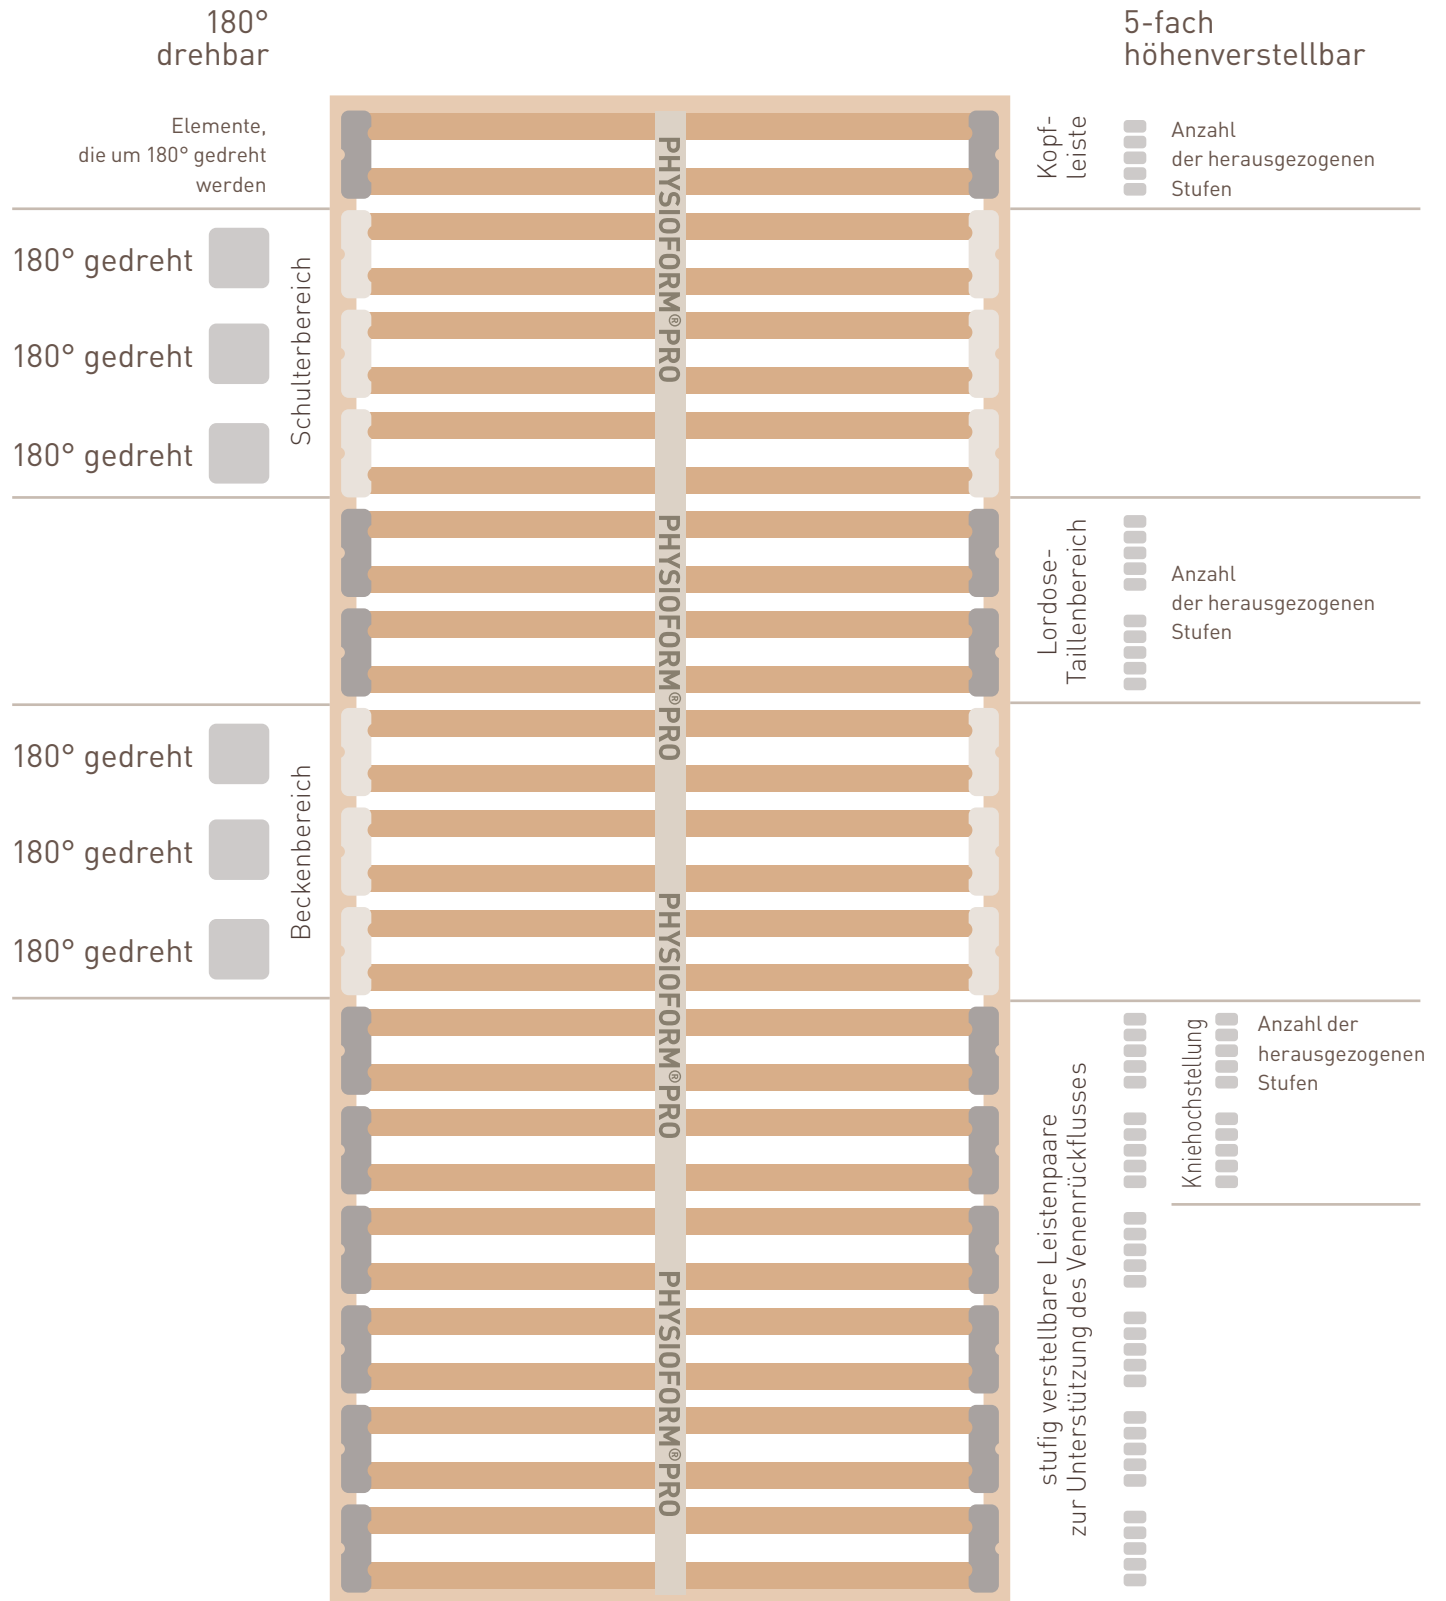 180°
drehbar
5-fach
höhenverstellbar
Elemente,
die um 180° gedreht
werden
Kopf-
leiste
Anzahl
der herausgezogenen
Stufen
180° gedreht
180° gedreht
180° gedreht
Schulterbereich
PHYSIOFORM®PRO
PHYSIOFORM®PRO
PHYSIOFORM®PRO
PHYSIOFORM®PRO
Lordose-
Taillenbereich
Anzahl
der herausgezogenen
Stufen
180° gedreht
180° gedreht
180° gedreht
Beckenbereich
stufig verstellbare Leistenpaare
zur Unterstützung des Venenrückflusses
Kniehochstellung
Anzahl der
herausgezogenen
Stufen